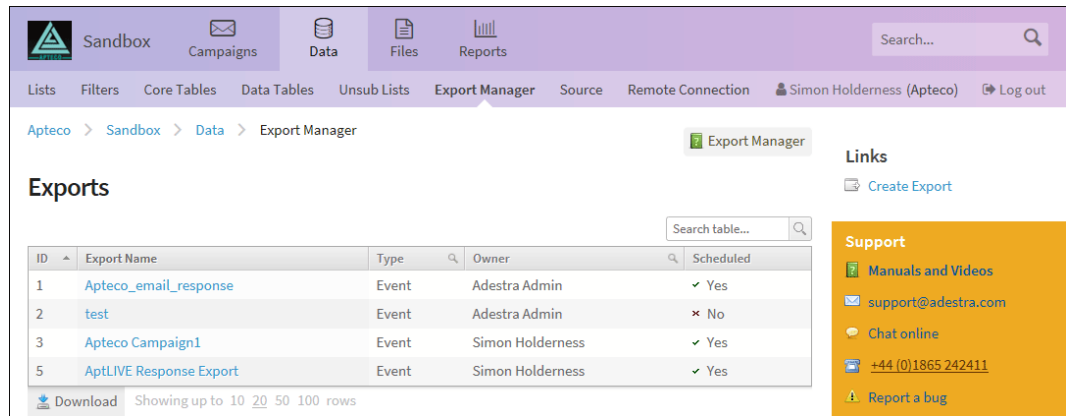 APTECO Sandbox Campaigns Data Files Reports Search...
Lists Filters Core Tables Data Tables Unsub Lists Export Manager Source Remote Connection Simon Holderness (Apteco) Log out
Apteco > Sandbox > Data > Export Manager
Export Manager
Links
Create Export
Exports
Search table...
ID Export Name Type Owner Scheduled
1 Apteco_email_response Event Adestra Admin Yes
2 test Event Adestra Admin No
3 Apteco Campaign1 Event Simon Holderness Yes
5 AptLIVE Response Export Event Simon Holderness Yes
Download Showing up to 10 20 50 100 rows
Support
Manuals and Videos
support@adestra.com
Chat online
+44 (0)1865 242411
Report a bug